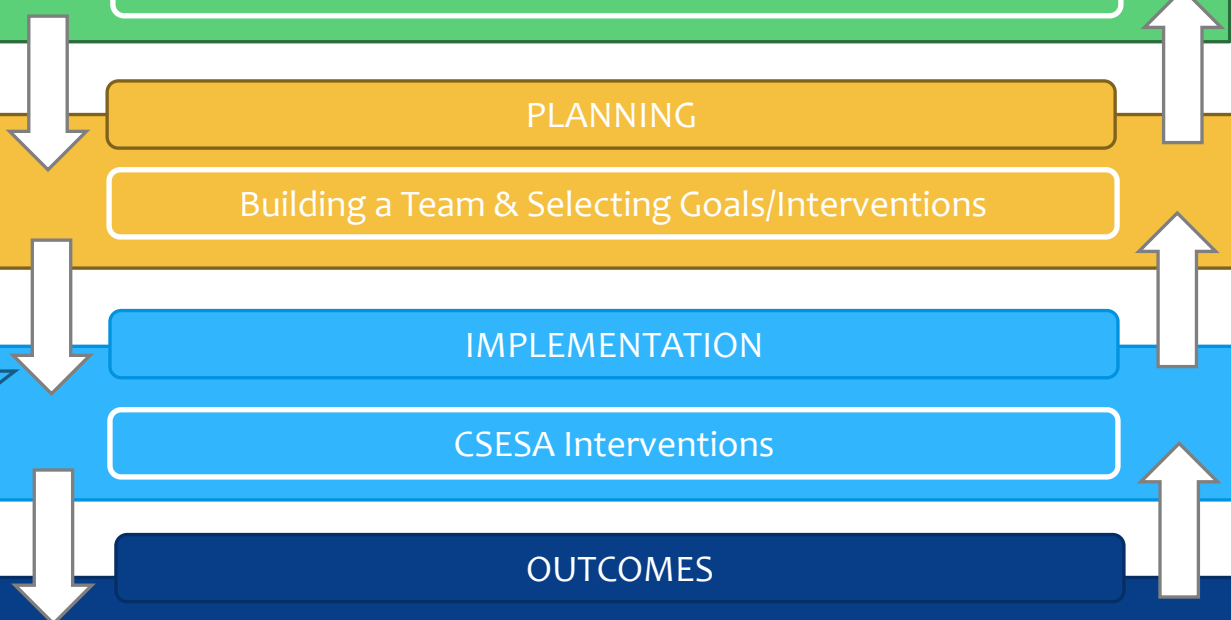 PLANNING
Building a Team & Selecting Goals/Interventions
IMPLEMENTATION
CSESA Interventions
OUTCOMES